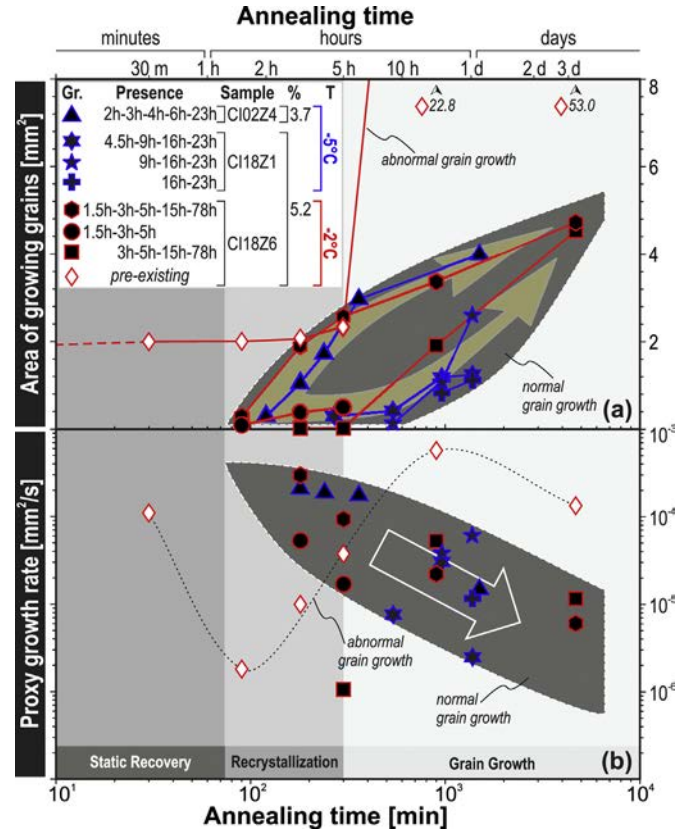 Annealing time
minutes hours days
30 m 1 h 2 h 5 h 10 h 1 d 2 d 3 d
Gr. Presence Sample % T
2h-3h-4h-6h-23h CI02Z4 3.7
4.5h-9h-16h-23h
9h-16h-23h CI18Z1 -5°C
16h-23h
5.2
1.5h-3h-5h-15h-78h
1.5h-3h-5h CI18Z6 -2°C
3h-5h-15h-78h
pre-existing
22.8 53.0
abnormal grain growth
8
6
4
2
Area of growing grains [mm²]
normal
grain growth
(a)
Proxy growth rate [mm²/s]
10-3
10-4
10-5
10-6
abnormal
grain growth
normal
grain growth
(b)
Static Recovery Recrystallization Grain Growth
10¹ 10² 10³ 10⁴
Annealing time [min]